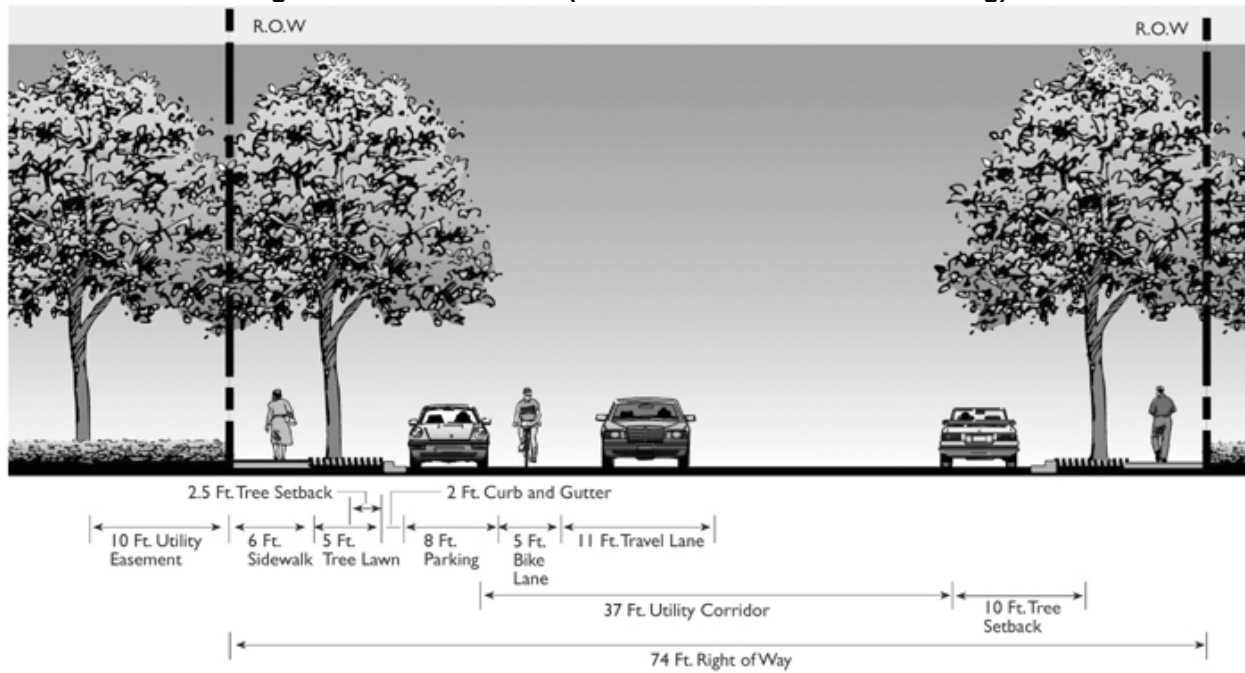 R.O.W
R.O.W
2.5 Ft. Tree Setback
2 Ft. Curb and Gutter
10 Ft. Utility
Easement
6 Ft.
Sidewalk
5 Ft.
Tree Lawn
8 Ft.
Parking
5 Ft.
Bike
Lane
11 Ft. Travel Lane
37 Ft. Utility Corridor
10 Ft. Tree
Setback
74 Ft. Right of Way